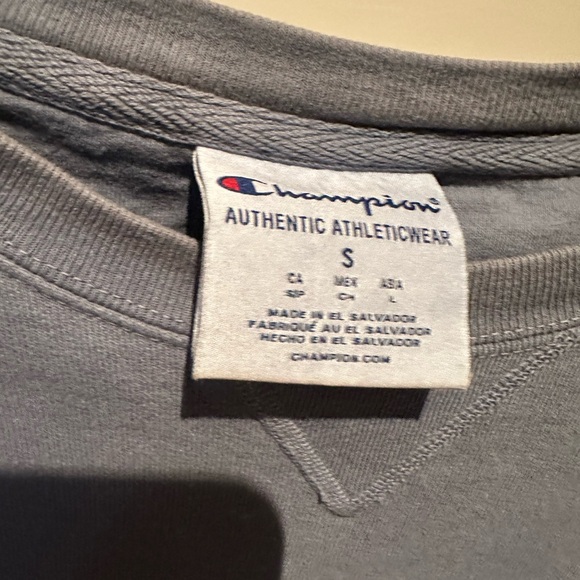 Champion
AUTHENTIC ATHLETICWEAR
S
CA MEX ASIA
S/P CH L
MADE IN EL SALVADOR
FABRIQUÉ AU EL SALVADOR
HECHO EN EL SALVADOR
CHAMPION.COM